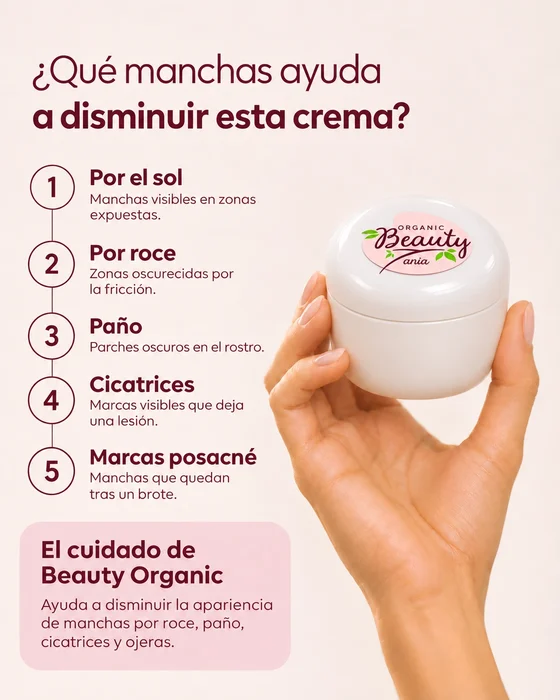 ¿Qué manchas ayuda
a disminuir esta crema?
1
Por el sol
Manchas visibles en zonas
expuestas.
2
Por roce
Zonas oscurecidas por
la fricción.
3
Paño
Parches oscuros en el rostro.
4
Cicatrices
Marcas visibles que deja
una lesión.
5
Marcas posacné
Manchas que quedan
tras un brote.
El cuidado de
Beauty Organic
Ayuda a disminuir la apariencia
de manchas por roce, paño,
cicatrices y ojeras.
ORGANIC
Beauty
ania